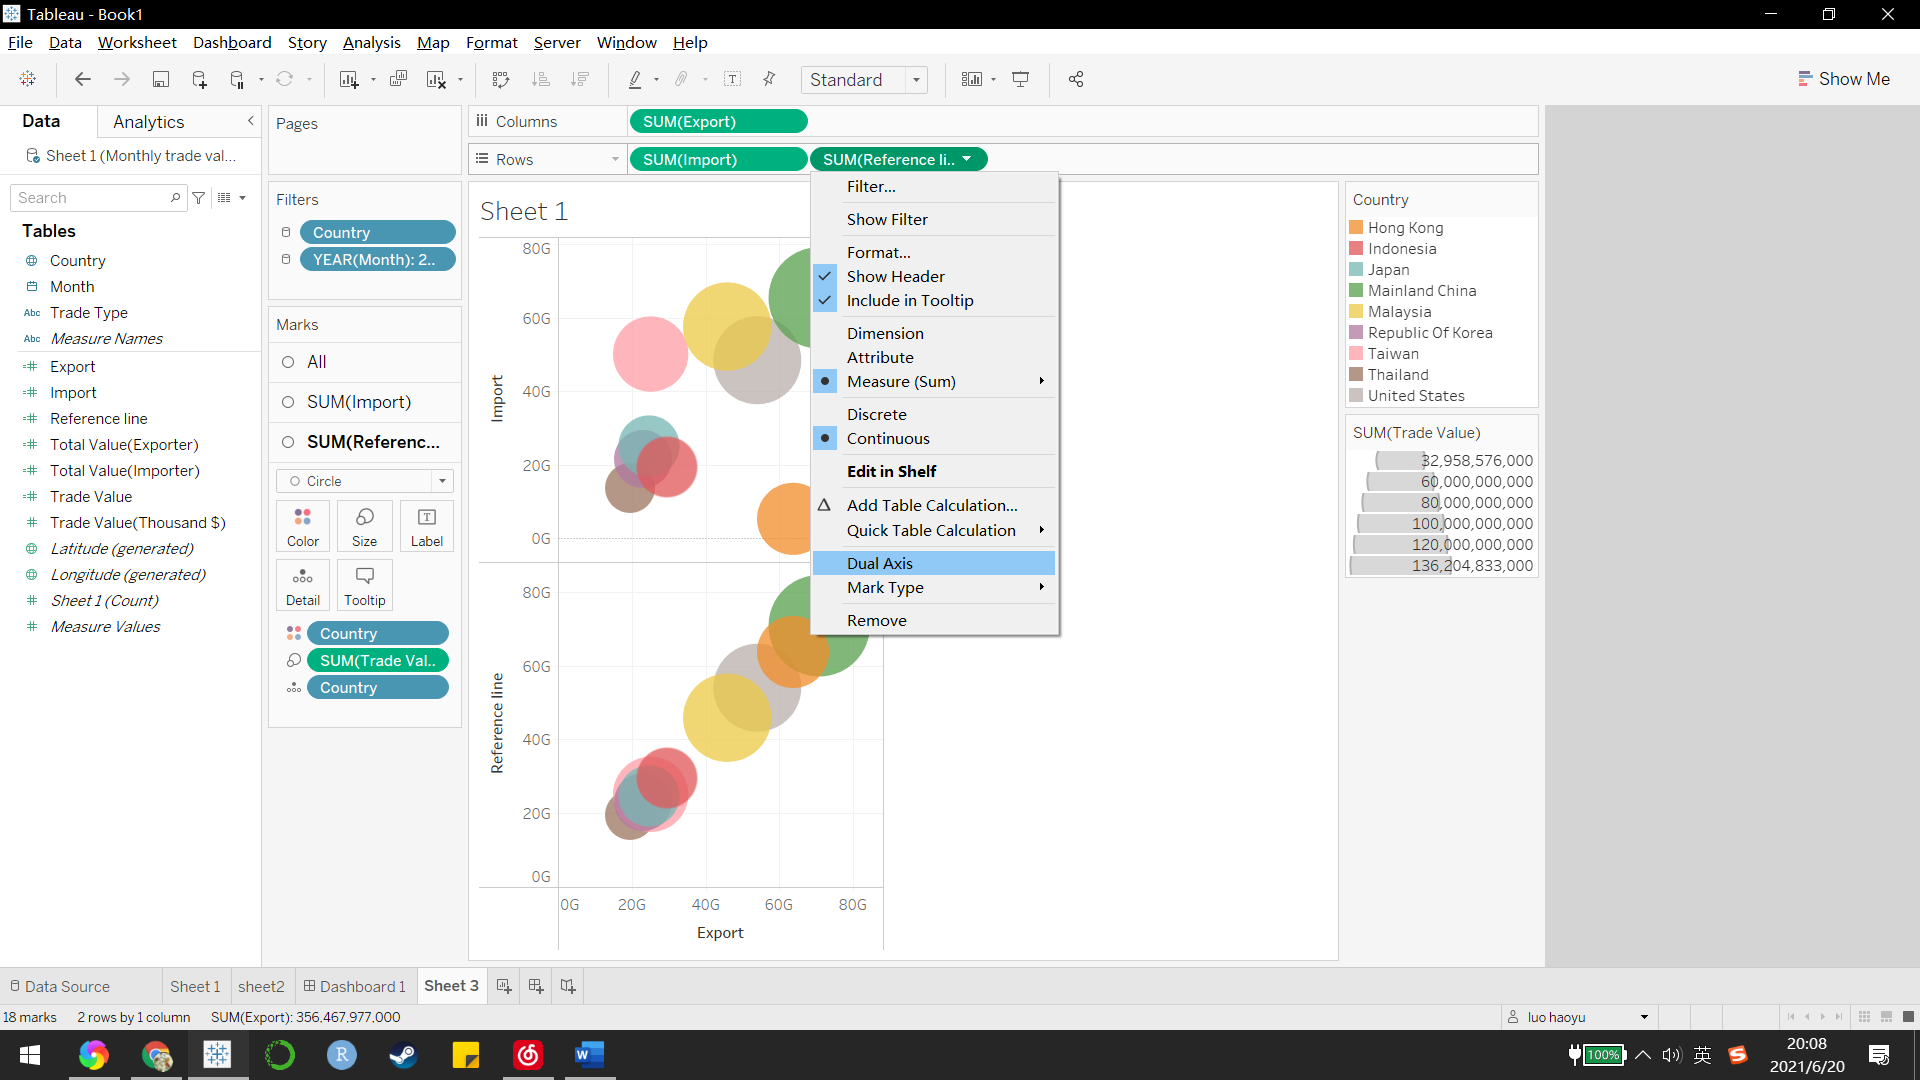 Tableau - Book1
File Data Worksheet Dashboard Story Analysis Map Format Server Window Help
Standard
Show Me
Data Analytics
Sheet 1 (Monthly trade val...
Search
Tables
Country
Month
Abc Trade Type
Abc Measure Names
Export
Import
Reference line
Total Value(Exporter)
Total Value(Importer)
Trade Value
Trade Value(Thousand $)
Latitude (generated)
Longitude (generated)
Sheet 1 (Count)
Measure Values
Pages
Filters
Country
YEAR(Month): 2..
Marks
All
SUM(Import)
SUM(Referenc...
Circle
Color Size Label
Detail Tooltip
Country
SUM(Trade Val..
Country
Columns SUM(Export)
Rows SUM(Import) SUM(Reference li..
Sheet 1
80G
60G
40G
20G
0G
Import
80G
60G
40G
20G
0G
Reference line
0G 20G 40G 60G 80G
Export
Filter...
Show Filter
Format...
Show Header
Include in Tooltip
Dimension
Attribute
Measure (Sum)
Discrete
Continuous
Edit in Shelf
Add Table Calculation...
Quick Table Calculation
Dual Axis
Mark Type
Remove
Country
Hong Kong
Indonesia
Japan
Mainland China
Malaysia
Republic Of Korea
Taiwan
Thailand
United States
SUM(Trade Value)
32,958,576,000
60,000,000,000
80,000,000,000
100,000,000,000
120,000,000,000
136,204,833,000
Data Source Sheet 1 sheet2 Dashboard 1 Sheet 3
18 marks 2 rows by 1 column SUM(Export): 356,467,977,000
luo haoyu
100%
英
20:08
2021/6/20